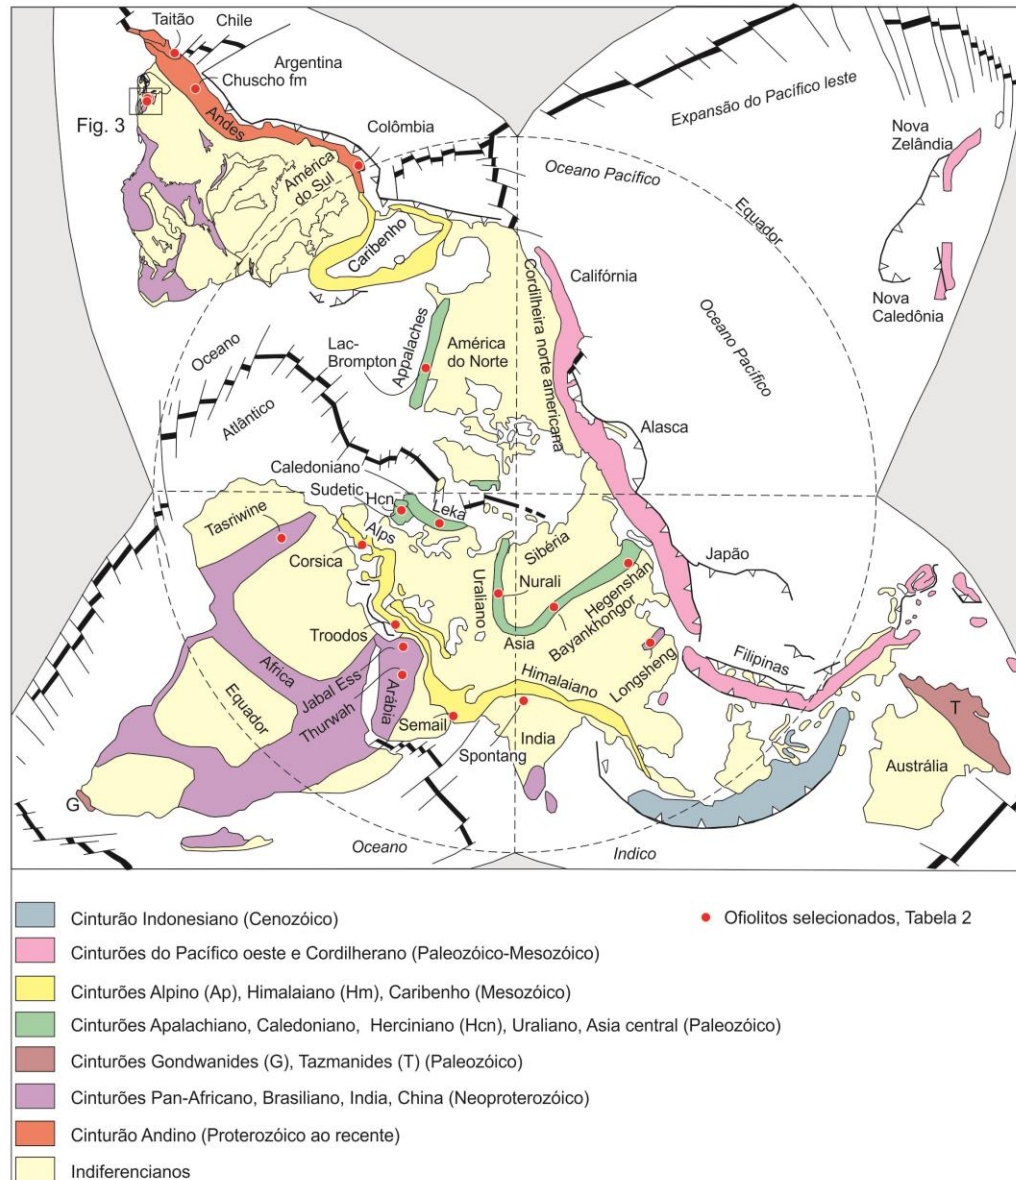 Taitão
Chile
Argentina
Chuscho fm
Fig. 3
Andes
Colômbia
América
do Sul
Caribenho
Expansão do Pacífico leste
Nova
Zelândia
Oceano Pacífico
Equador
Nova
Caledônia
Califórnia
Cordilheira norte americana
Oceano Pacífico
Lac-
Brompton
Appalaches
América
do Norte
Oceano
Atlântico
Alasca
Caledoniano
Sudetic
Hcn
Leka
Tasriwine
Alps
Corsica
Sibéria
Uraliano
Nurali
Hegenshan
Bayankhongor
Asia
Japão
Troodos
Africa
Jabal Ess
Thurwah
Arábia
Equador
Semail
Himalaiano
Spontang
India
Longsheng
Filipinas
T
Austrália
G
Oceano
Indico
Cinturão Indonesiano (Cenozóico)
Ofiolitos selecionados, Tabela 2
Cinturões do Pacífico oeste e Cordilherano (Paleozóico-Mesozóico)
Cinturões Alpino (Ap), Himalaiano (Hm), Caribenho (Mesozóico)
Cinturões Apalachiano, Caledoniano, Herciniano (Hcn), Uraliano, Asia central (Paleozóico)
Cinturões Gondwanides (G), Tazmanides (T) (Paleozóico)
Cinturões Pan-Africano, Brasiliano, India, China (Neoproterozóico)
Cinturão Andino (Proterozóico ao recente)
Indiferencianos